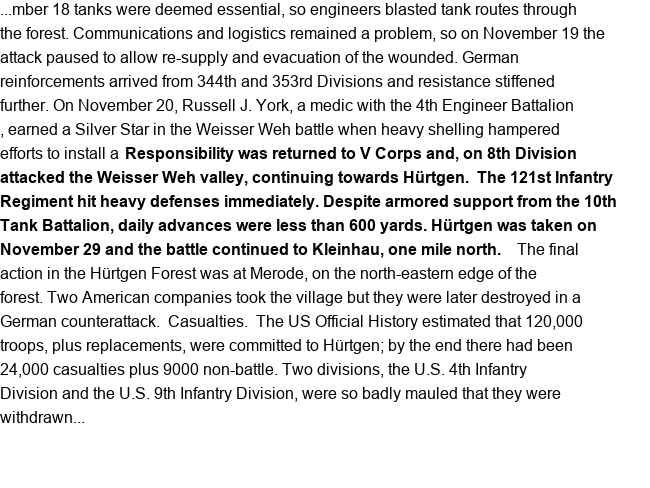 ...mber 18 tanks were deemed essential, so engineers blasted tank routes through
the forest. Communications and logistics remained a problem, so on November 19 the
attack paused to allow re-supply and evacuation of the wounded. German
reinforcements arrived from 344th and 353rd Divisions and resistance stiffened
further. On November 20, Russell J. York, a medic with the 4th Engineer Battalion
, earned a Silver Star in the Weisser Weh battle when heavy shelling hampered
efforts to install a Responsibility was returned to V Corps and, on 8th Division
attacked the Weisser Weh valley, continuing towards Hürtgen. The 121st Infantry
Regiment hit heavy defenses immediately. Despite armored support from the 10th
Tank Battalion, daily advances were less than 600 yards. Hürtgen was taken on
November 29 and the battle continued to Kleinhau, one mile north. The final
action in the Hürtgen Forest was at Merode, on the north-eastern edge of the
forest. Two American companies took the village but they were later destroyed in a
German counterattack. Casualties. The US Official History estimated that 120,000
troops, plus replacements, were committed to Hürtgen; by the end there had been
24,000 casualties plus 9000 non-battle. Two divisions, the U.S. 4th Infantry
Division and the U.S. 9th Infantry Division, were so badly mauled that they were
withdrawn...